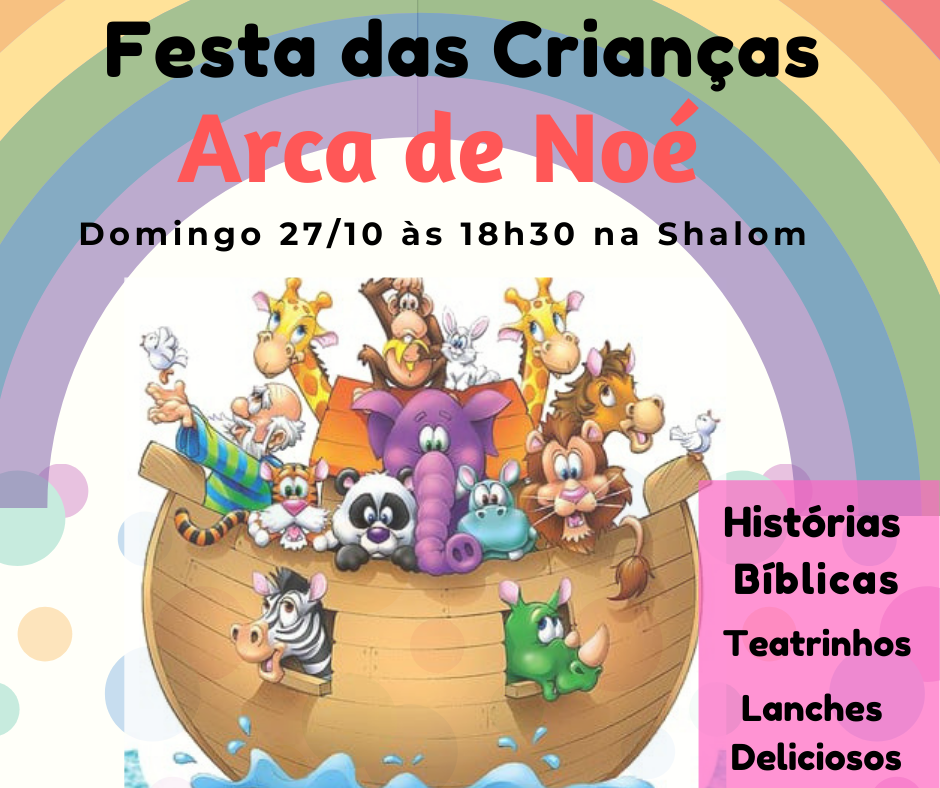 Festa das Crianças
Arca de Noé
Domingo 27/10 às 18h30 na Shalom
Histórias
Bíblicas
Teatrinhos
Lanches
Deliciosos